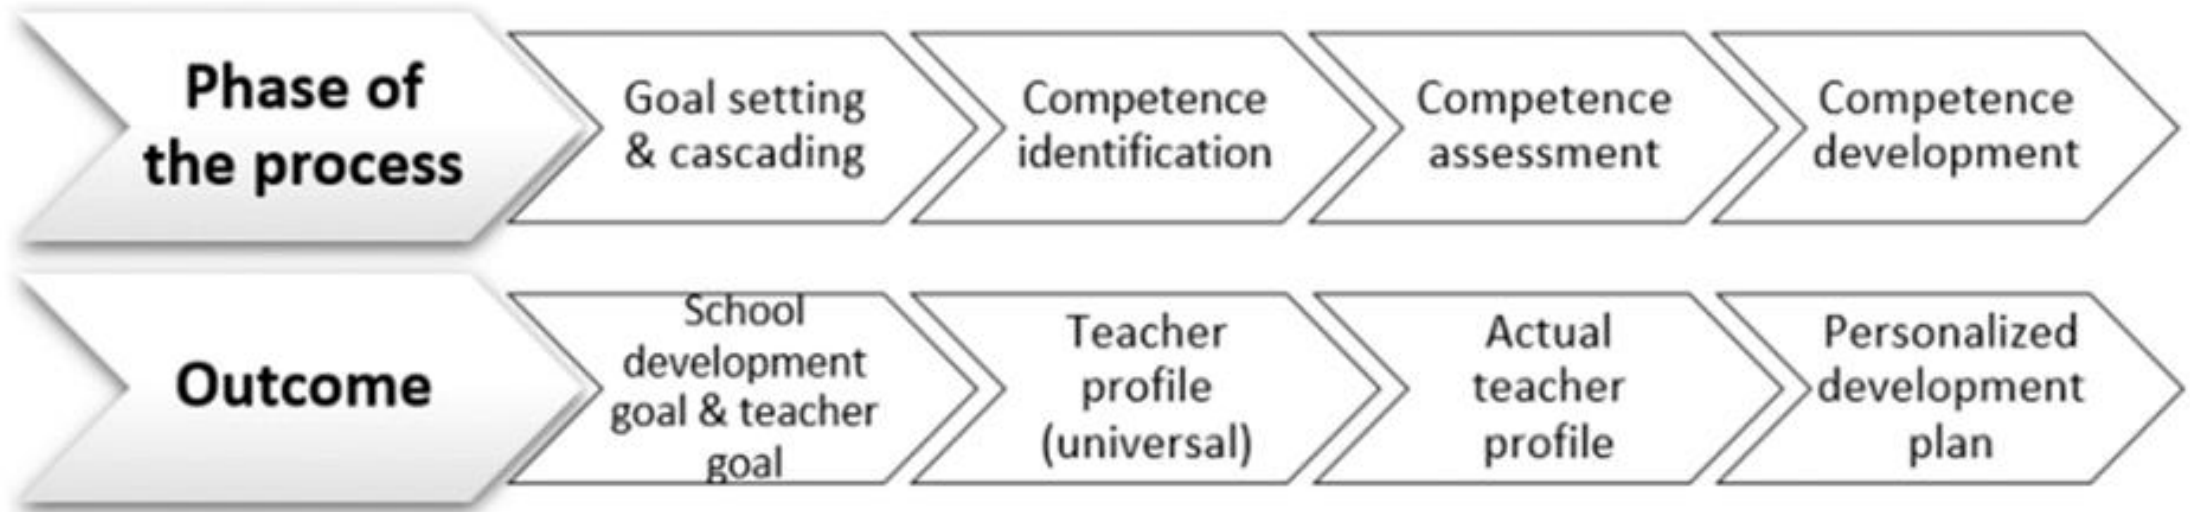 Phase of
the process
Goal setting
& cascading
Competence
identification
Competence
assessment
Competence
development
Outcome
School
development
goal & teacher
goal
Teacher
profile
(universal)
Actual
teacher
profile
Personalized
development
plan